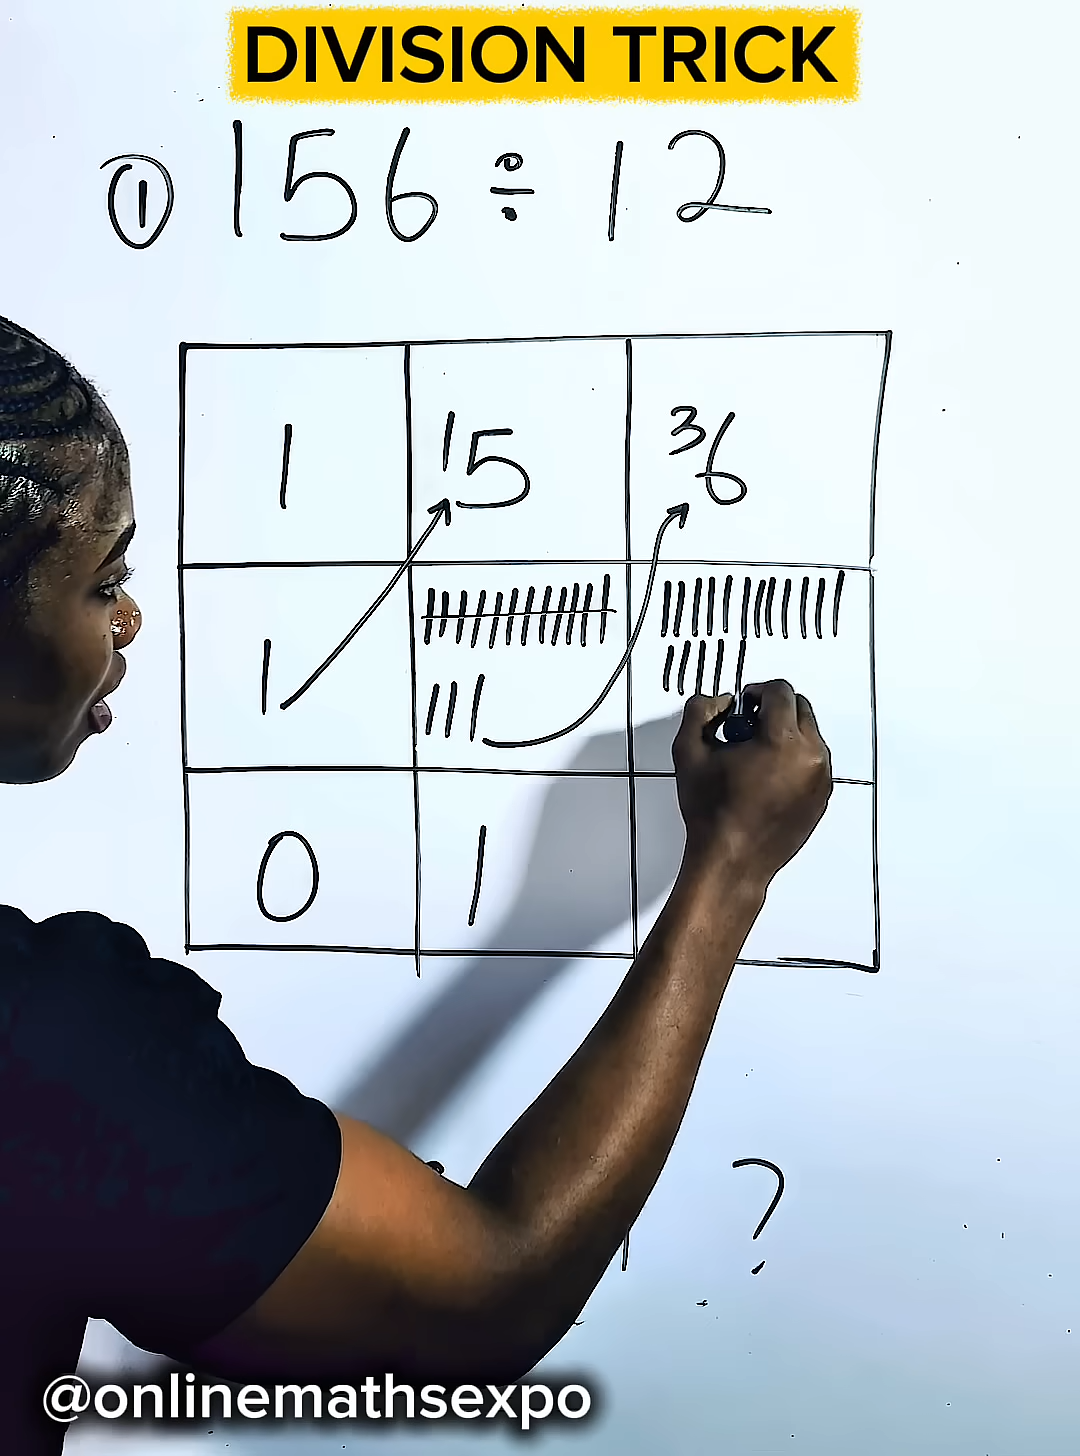 DIVISION TRICK
① 156 ÷ 12
1 15 36
1
0 1
?
@onlinemathsexpo